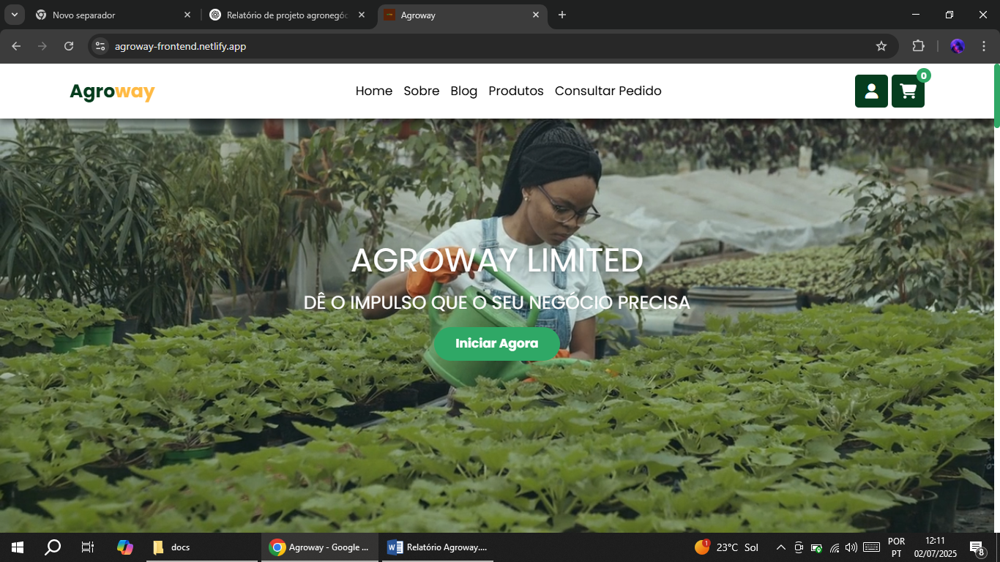 Novo separador
Relatório de projeto agronegóc
Agroway
agroway-frontend.netlify.app
Agroway
Home Sobre Blog Produtos Consultar Pedido
0
AGROWAY LIMITED
DÊ O IMPULSO QUE O SEU NEGÓCIO PRECISA
Iniciar Agora
docs
Agroway - Google ...
Relatório Agroway....
1
23°C Sol
POR
PT
12:11
02/07/2025
8